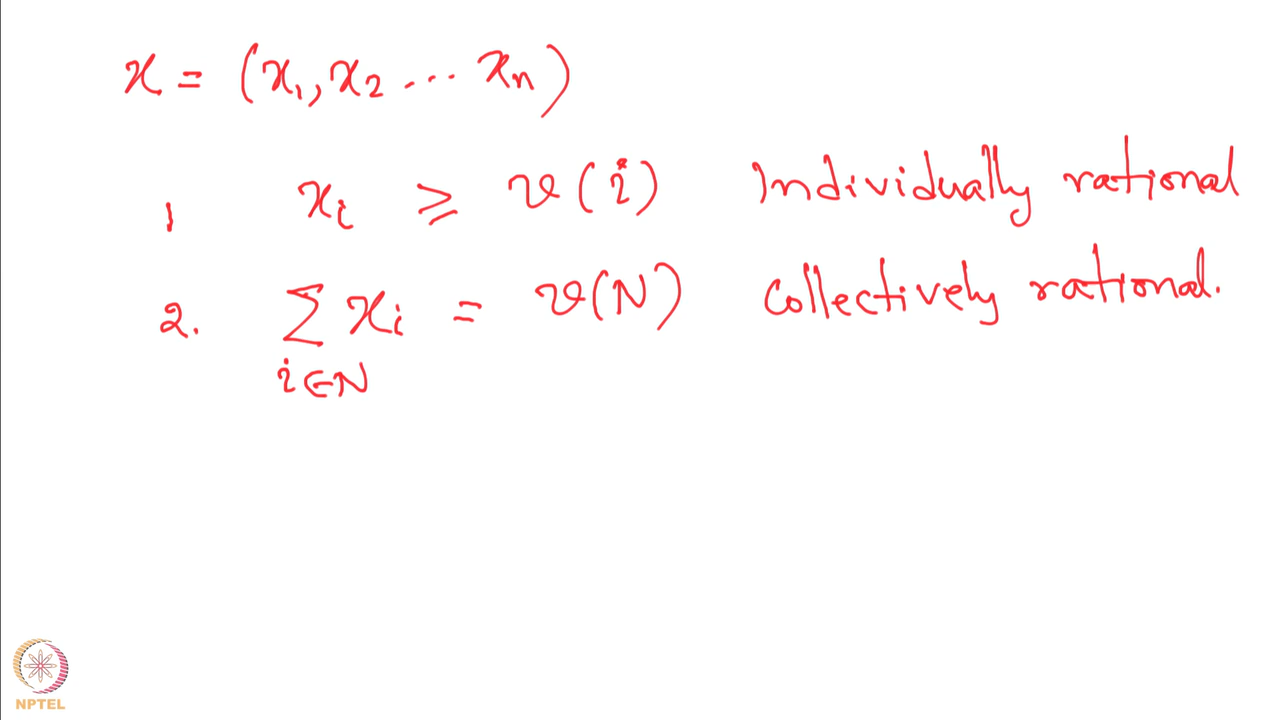 x = (x₁, x₂ ... xₙ)
1 xᵢ ≥ v(i) Individually rational
2. ∑ xᵢ = v(N) Collectively rational.
i∈N
NPTEL